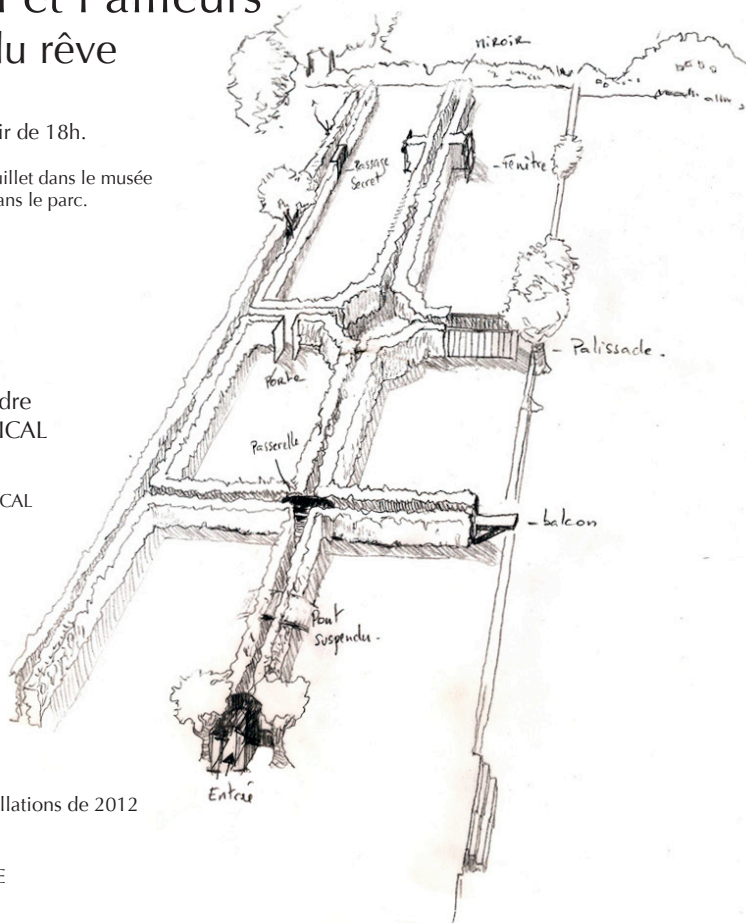 et l'ailleurs
du rêve
ir de 18h.
uillet dans le musée
ans le parc.
dre
ICAL
CAL
llations de 2012
E
miroir
Passage
Secret
- Fenêtre
- Palissade.
Porte
Passerelle
- balcon
Pont
suspendu-
Entrée